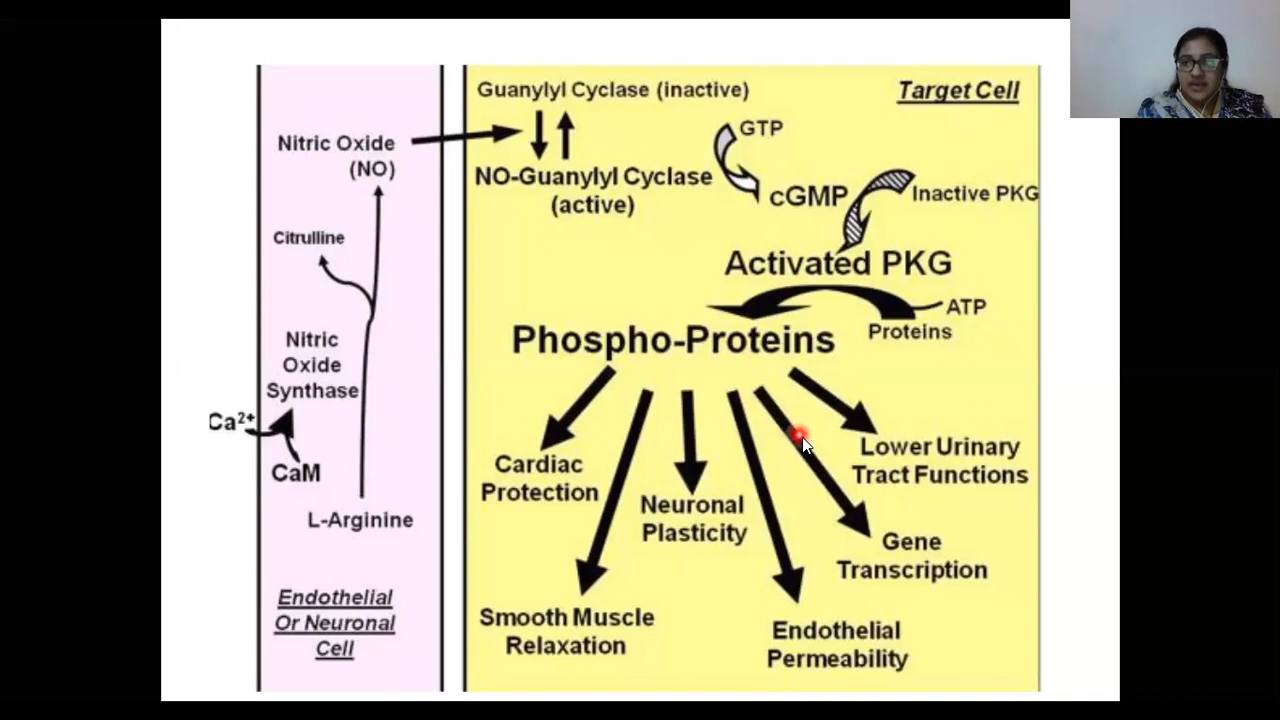 Nitric Oxide
(NO)
Citrulline
Nitric
Oxide
Synthase
Ca²⁺
CaM
L-Arginine
Endothelial
Or Neuronal
Cell
Guanylyl Cyclase (inactive)
Target Cell
GTP
NO-Guanylyl Cyclase
(active)
cGMP
Inactive PKG
Activated PKG
ATP
Proteins
Phospho-Proteins
Cardiac
Protection
Smooth Muscle
Relaxation
Neuronal
Plasticity
Endothelial
Permeability
Gene
Transcription
Lower Urinary
Tract Functions